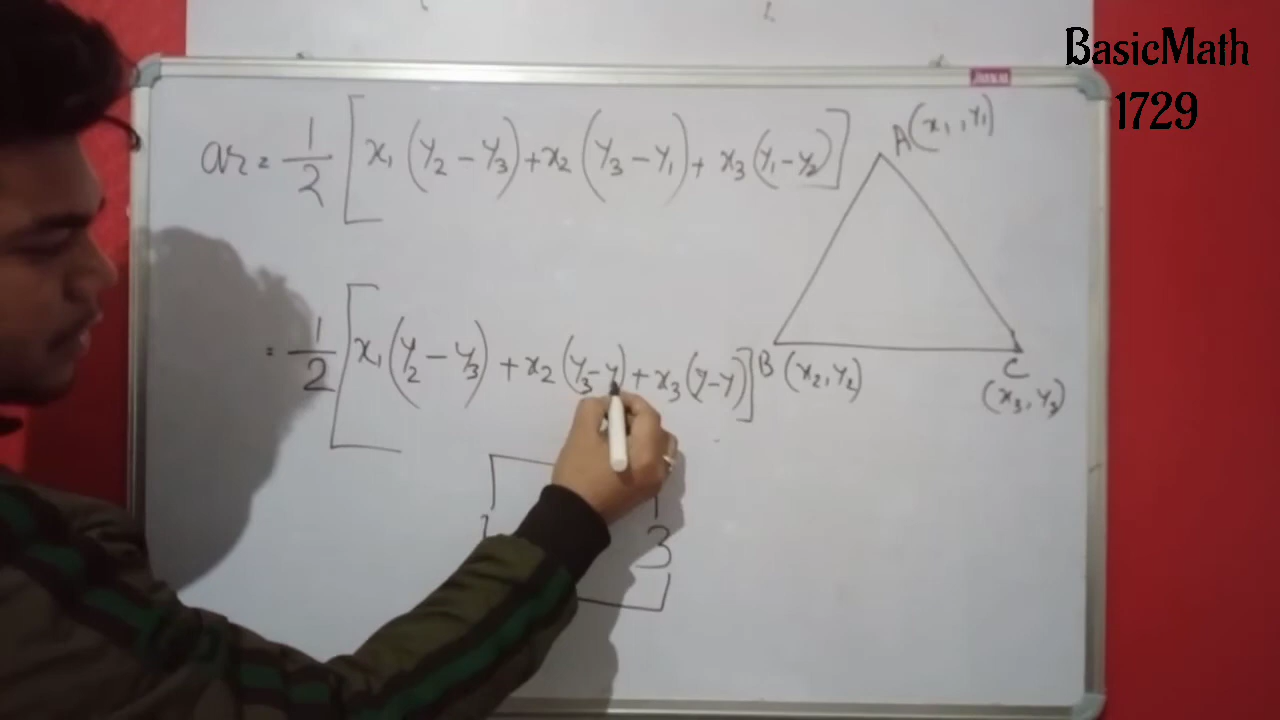 BasicMath
1729
ar = 1/2 [ x₁ (y₂ - y₃) + x₂ (y₃ - y₁) + x₃ (y₁ - y₂) ]
A (x₁, y₁)
= 1/2 [ x₁ (y₂ - y₃) + x₂ (y₃ - y) + x₃ (y - y) ]
B (x₂, y₂)
C
(x₃, y₃)
3